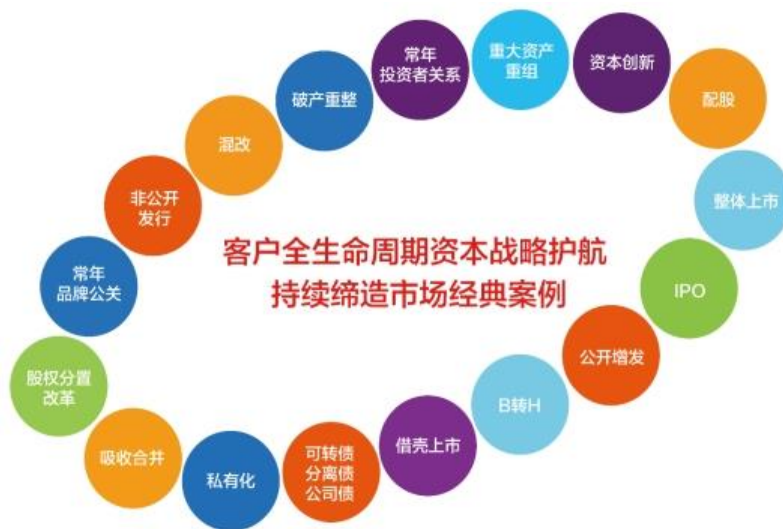 常年
投资者关系
重大资产
重组
资本创新
配股
整体上市
IPO
公开增发
B转H
借壳上市
可转债
分离债
公司债
私有化
吸收合并
股权分置
改革
常年
品牌公关
非公开
发行
混改
破产重整
客户全生命周期资本战略护航
持续缔造市场经典案例